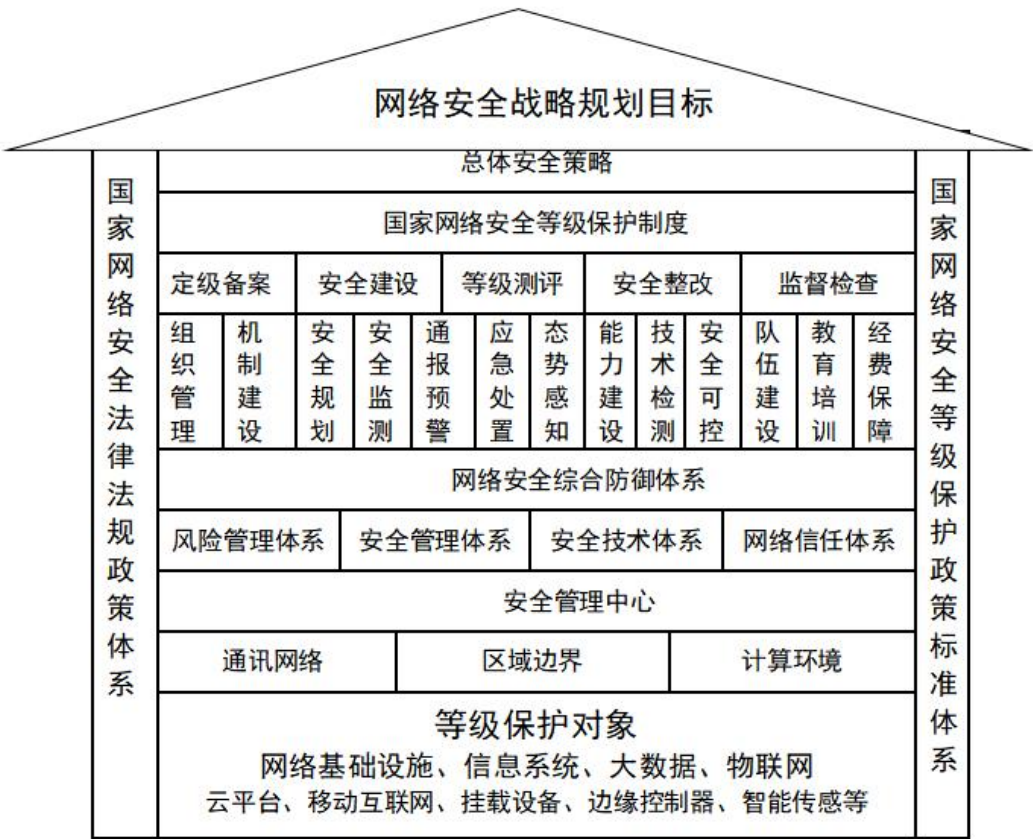 网络安全战略规划目标
总体安全策略
国家网络安全法律法规政策体系
国家网络安全等级保护政策标准体系
国家网络安全等级保护制度
定级备案 安全建设 等级测评 安全整改 监督检查
组织管理
机制建设
安全规划
安全监测
通报预警
应急处置
态势感知
能力建设
技术检测
安全可控
队伍建设
教育培训
经费保障
网络安全综合防御体系
风险管理体系 安全管理体系 安全技术体系 网络信任体系
安全管理中心
通讯网络 区域边界 计算环境
等级保护对象
网络基础设施、信息系统、大数据、物联网
云平台、移动互联网、挂载设备、边缘控制器、智能传感等